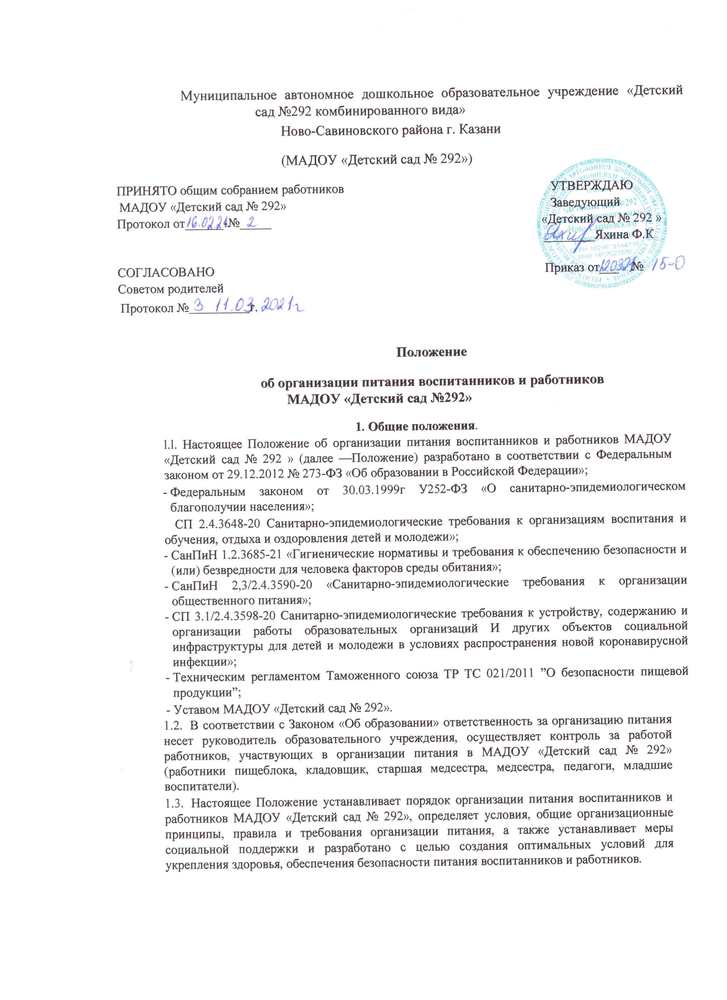 Муниципальное автономное дошкольное образовательное учреждение «Детский
сад №292 комбинированного вида»
Ново-Савиновского района г. Казани
(МАДОУ «Детский сад № 292»)
ПРИНЯТО общим собранием работников
МАДОУ «Детский сад № 292»
Протокол от 16.02.21 № 2
УТВЕРЖДАЮ
Заведующий
«Детский сад № 292 »
Яхина Ф.К
Приказ от 120321 № 15-О
СОГЛАСОВАНО
Советом родителей
Протокол № 3 11.03.2021г г.
Положение
об организации питания воспитанников и работников
МАДОУ «Детский сад №292»
1. Общие положения.
l.l. Настоящее Положение об организации питания воспитанников и работников МАДОУ
«Детский сад № 292 » (далее —Положение) разработано в соответствии с Федеральным
законом от 29.12.2012 № 273-ФЗ «Об образовании в Российской Федерации»;
- Федеральным законом от 30.03.1999г У252-ФЗ «О санитарно-эпидемиологическом
благополучии населения»;
СП 2.4.3648-20 Санитарно-эпидемиологические требования к организациям воспитания и
обучения, отдыха и оздоровления детей и молодежи»;
- СанПиН 1.2.3685-21 «Гигиенические нормативы и требования к обеспечению безопасности и
(или) безвредности для человека факторов среды обитания»;
- СанПиН 2,3/2.4.3590-20 «Санитарно-эпидемиологические требования к организации
общественного питания»;
- СП 3.1/2.4.3598-20 Санитарно-эпидемиологические требования к устройству, содержанию и
организации работы образовательных организаций И других объектов социальной
инфраструктуры для детей и молодежи в условиях распространения новой коронавирусной
инфекции»;
- Техническим регламентом Таможенного союза ТР ТС 021/2011 ”О безопасности пищевой
продукции”;
- Уставом МАДОУ «Детский сад № 292».
1.2. В соответствии с Законом «Об образовании» ответственность за организацию питания
несет руководитель образовательного учреждения, осуществляет контроль за работой
работников, участвующих в организации питания в МАДОУ «Детский сад № 292»
(работники пищеблока, кладовщик, старшая медсестра, медсестра, педагоги, младшие
воспитатели).
1.3. Настоящее Положение устанавливает порядок организации питания воспитанников и
работников МАДОУ «Детский сад № 292», определяет условия, общие организационные
принципы, правила и требования организации питания, а также устанавливает меры
социальной поддержки и разработано с целью создания оптимальных условий для
укрепления здоровья, обеспечения безопасности питания воспитанников и работников.